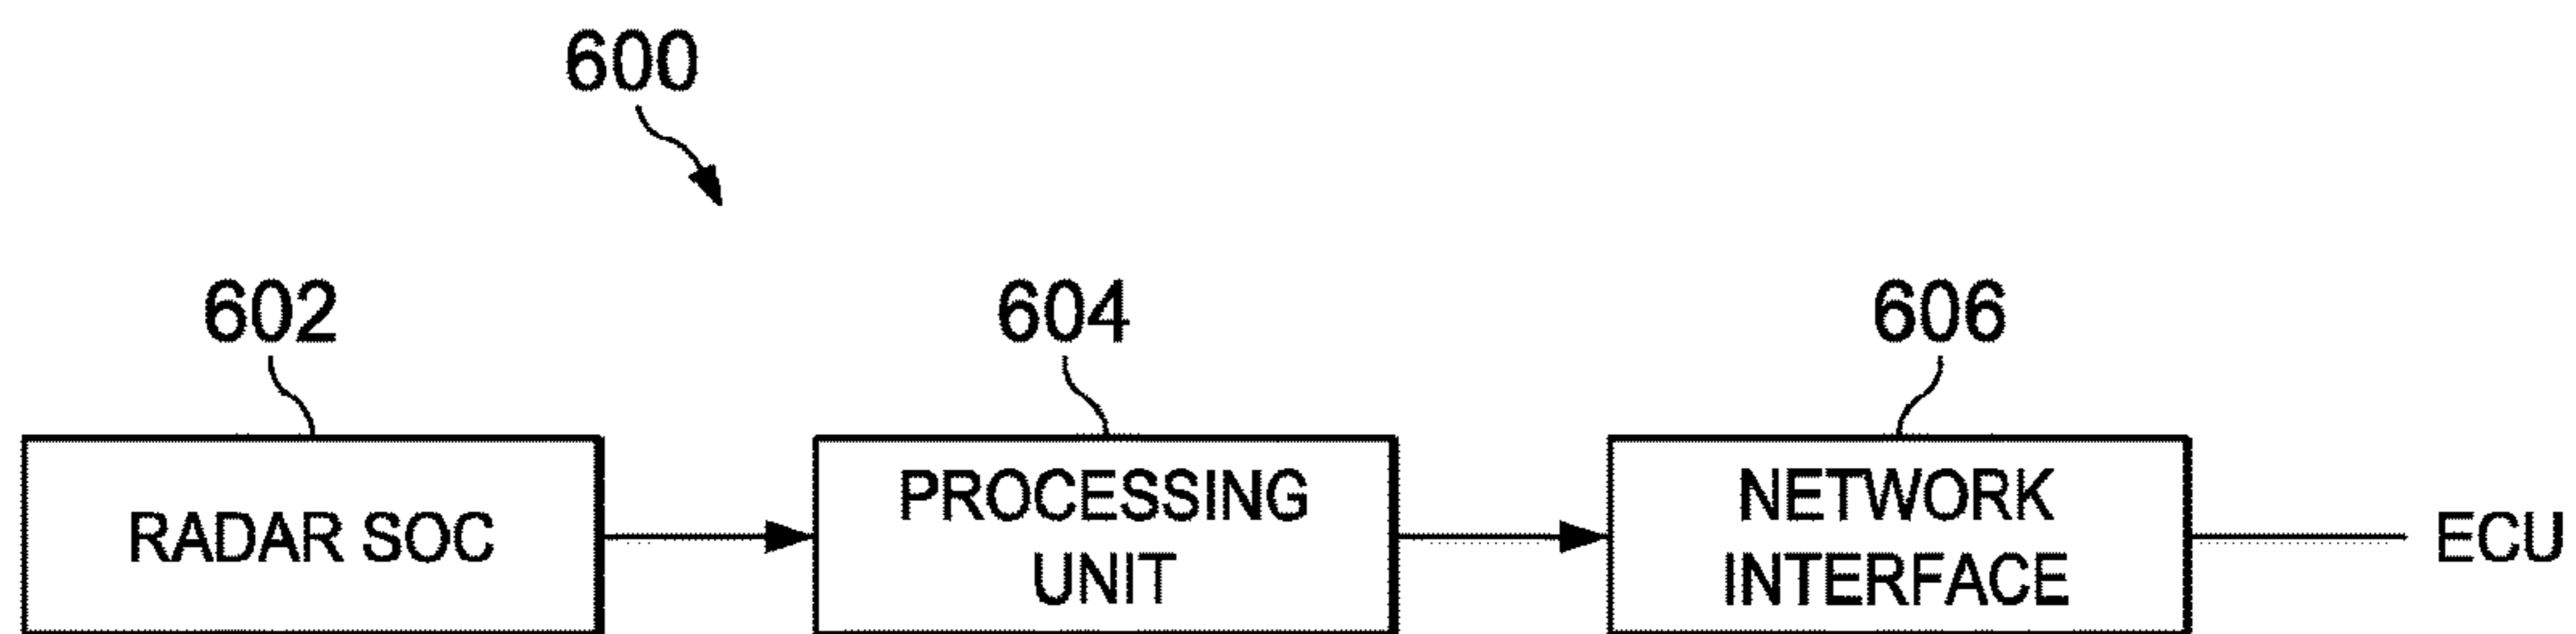 600
602
604
606
RADAR SOC
PROCESSING
UNIT
NETWORK
INTERFACE
ECU